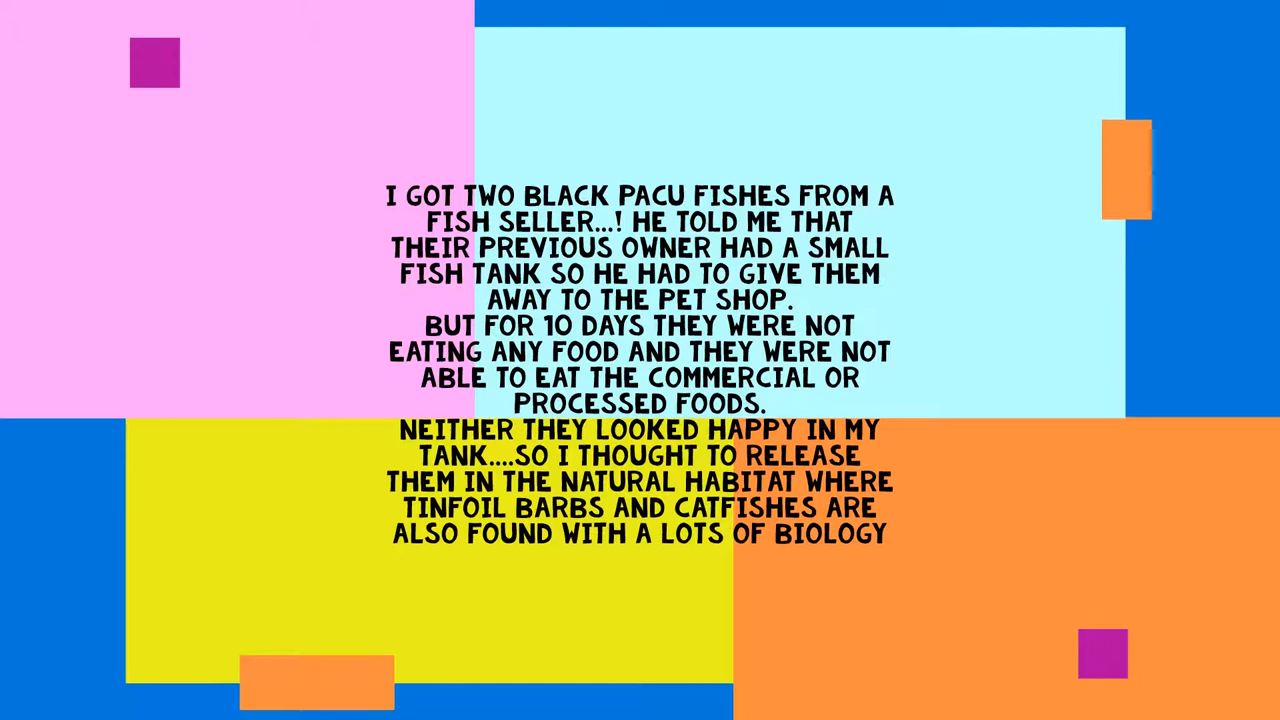 I GOT TWO BLACK PACU FISHES FROM A
FISH SELLER...! HE TOLD ME THAT
THEIR PREVIOUS OWNER HAD A SMALL
FISH TANK SO HE HAD TO GIVE THEM
AWAY TO THE PET SHOP.
BUT FOR 10 DAYS THEY WERE NOT
EATING ANY FOOD AND THEY WERE NOT
ABLE TO EAT THE COMMERCIAL OR
PROCESSED FOODS.
NEITHER THEY LOOKED HAPPY IN MY
TANK....SO I THOUGHT TO RELEASE
THEM IN THE NATURAL HABITAT WHERE
TINFOIL BARBS AND CATFISHES ARE
ALSO FOUND WITH A LOTS OF BIOLOGY